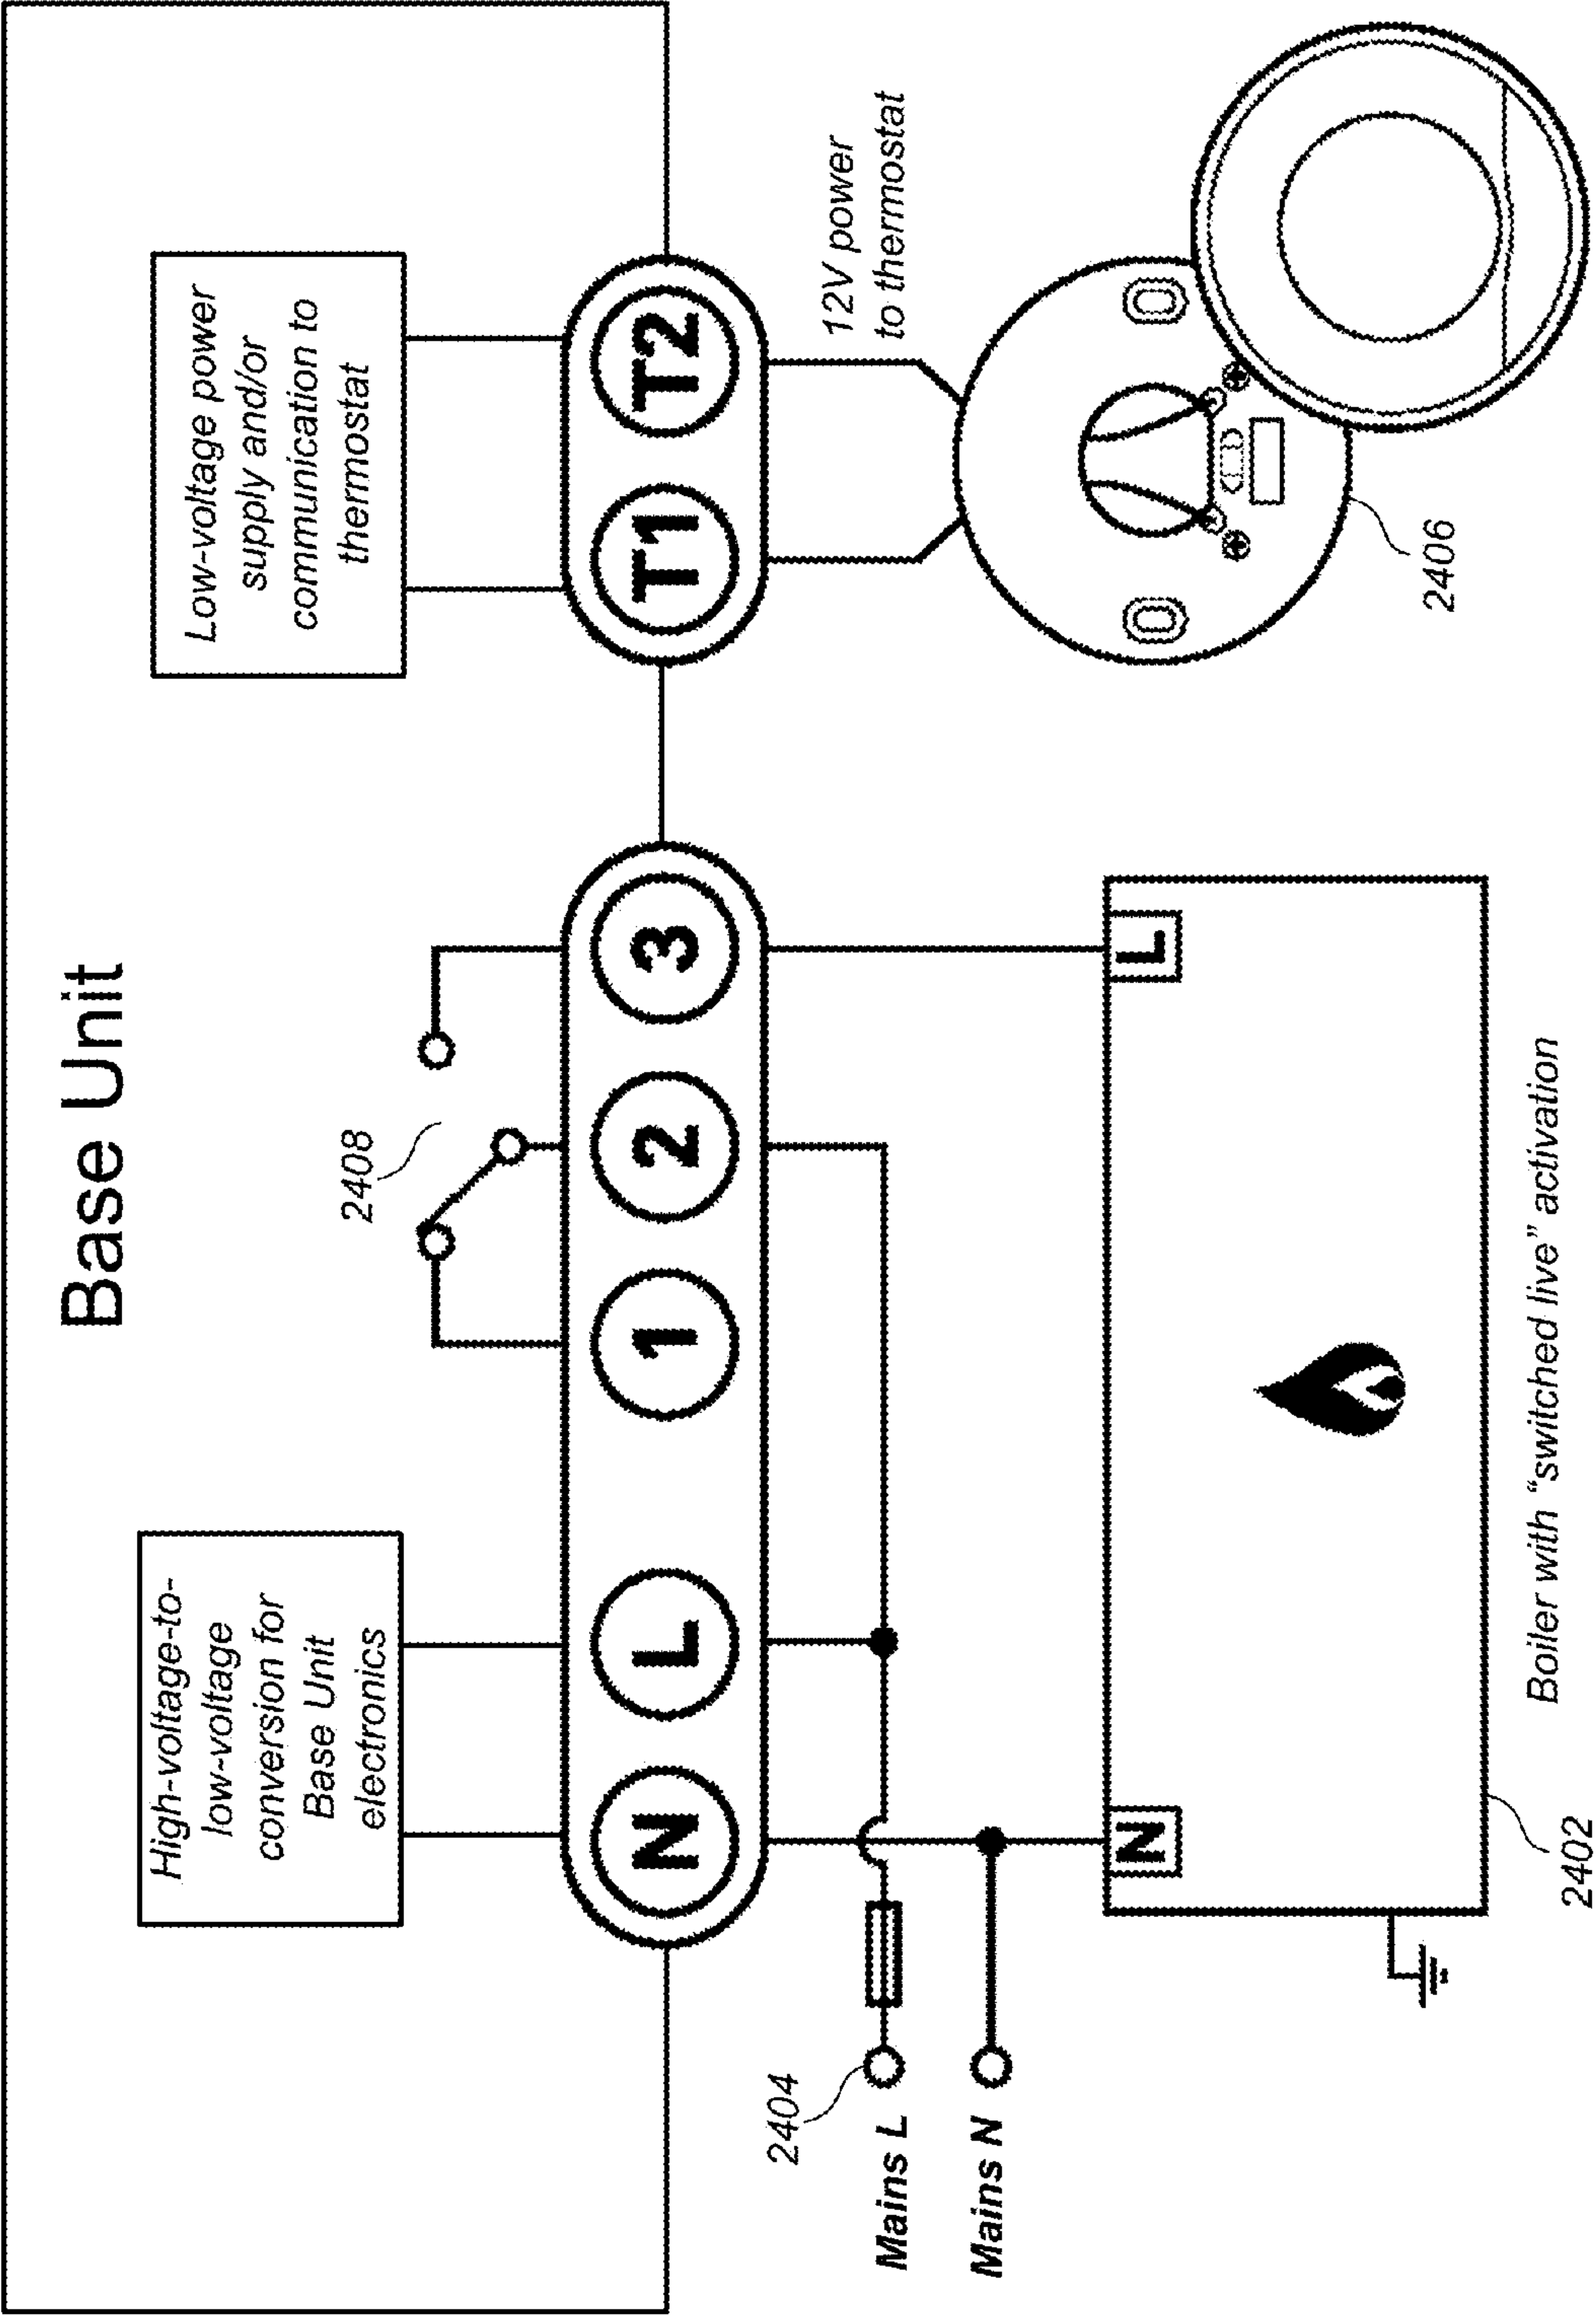 Base Unit
High-voltage-to-
low-voltage
conversion for
Base Unit
electronics
2408
Low-voltage power
supply and/or
communication to
thermostat
N
L
1
2
3
T1
T2
2404
Mains L
Mains N
12V power
to thermostat
N
L
2406
2402
Boiler with “switched live” activation